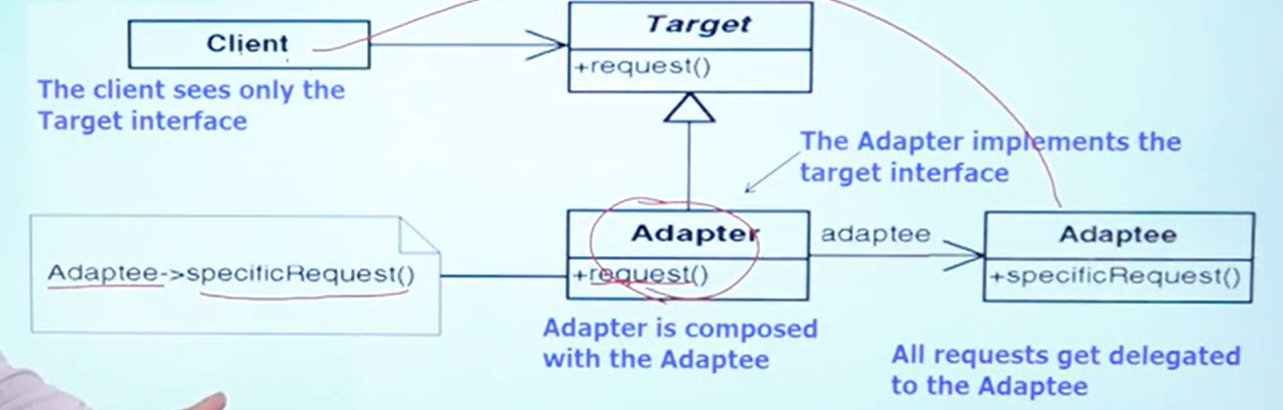 Client
Target
+request()
The client sees only the
Target interface
The Adapter implements the
target interface
Adapter
adaptee
Adaptee
Adaptee->specificRequest()
+request()
+specificRequest()
Adapter is composed
with the Adaptee
All requests get delegated
to the Adaptee